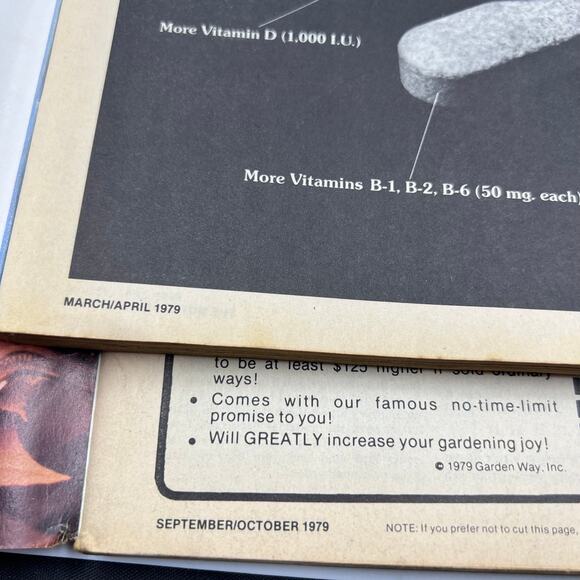 More Vitamin D (1,000 I.U.)
More Vitamins B-1, B-2, B-6 (50 mg. each)
MARCH/APRIL 1979
to be at least $125 higher if sold ordinary
ways!
• Comes with our famous no-time-limit
promise to you!
• Will GREATLY increase your gardening joy!
© 1979 Garden Way, Inc.
SEPTEMBER/OCTOBER 1979
NOTE: If you prefer not to cut this page,